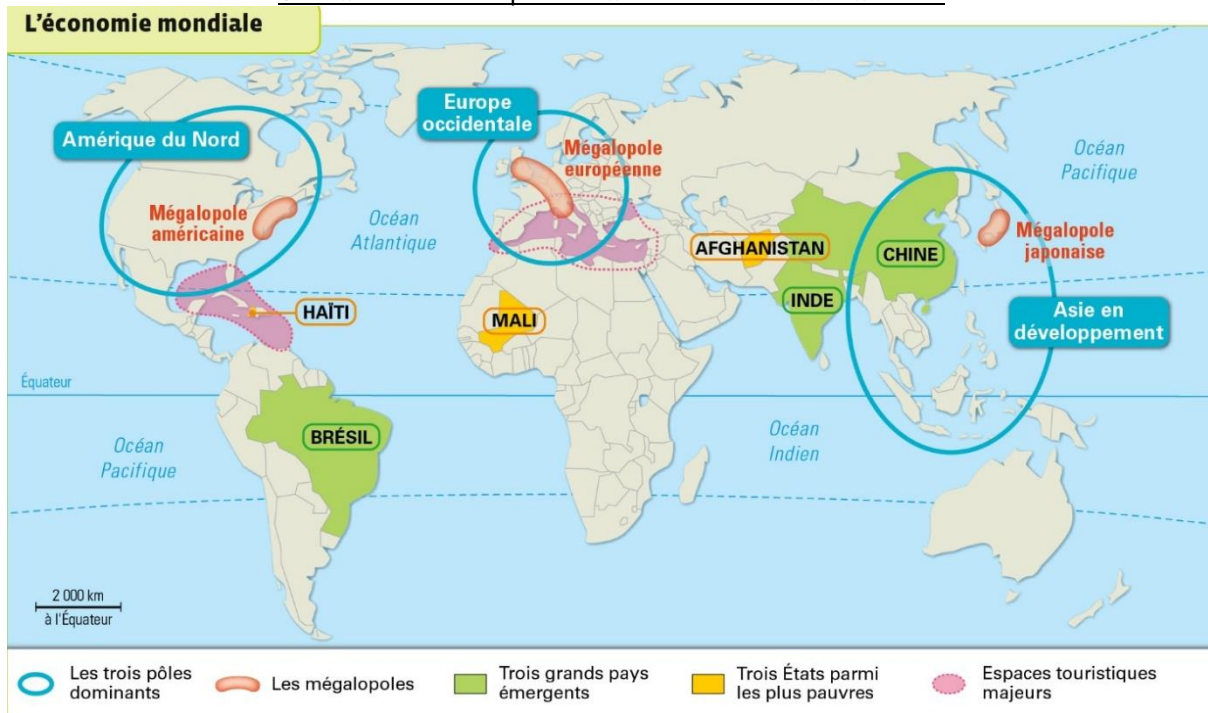 L'économie mondiale
Amérique du Nord
Europe
occidentale
Mégalopole
européenne
Mégalopole
américaine
Océan
Atlantique
Océan
Pacifique
AFGHANISTAN
CHINE
Mégalopole
japonaise
INDE
HAÏTI
MALI
Asie en
développement
Équateur
BRÉSIL
Océan
Pacifique
Océan
Indien
2 000 km
à l'Équateur
Les trois pôles
dominants
Les mégalopoles
Trois grands pays
émergents
Trois États parmi
les plus pauvres
Espaces touristiques
majeurs